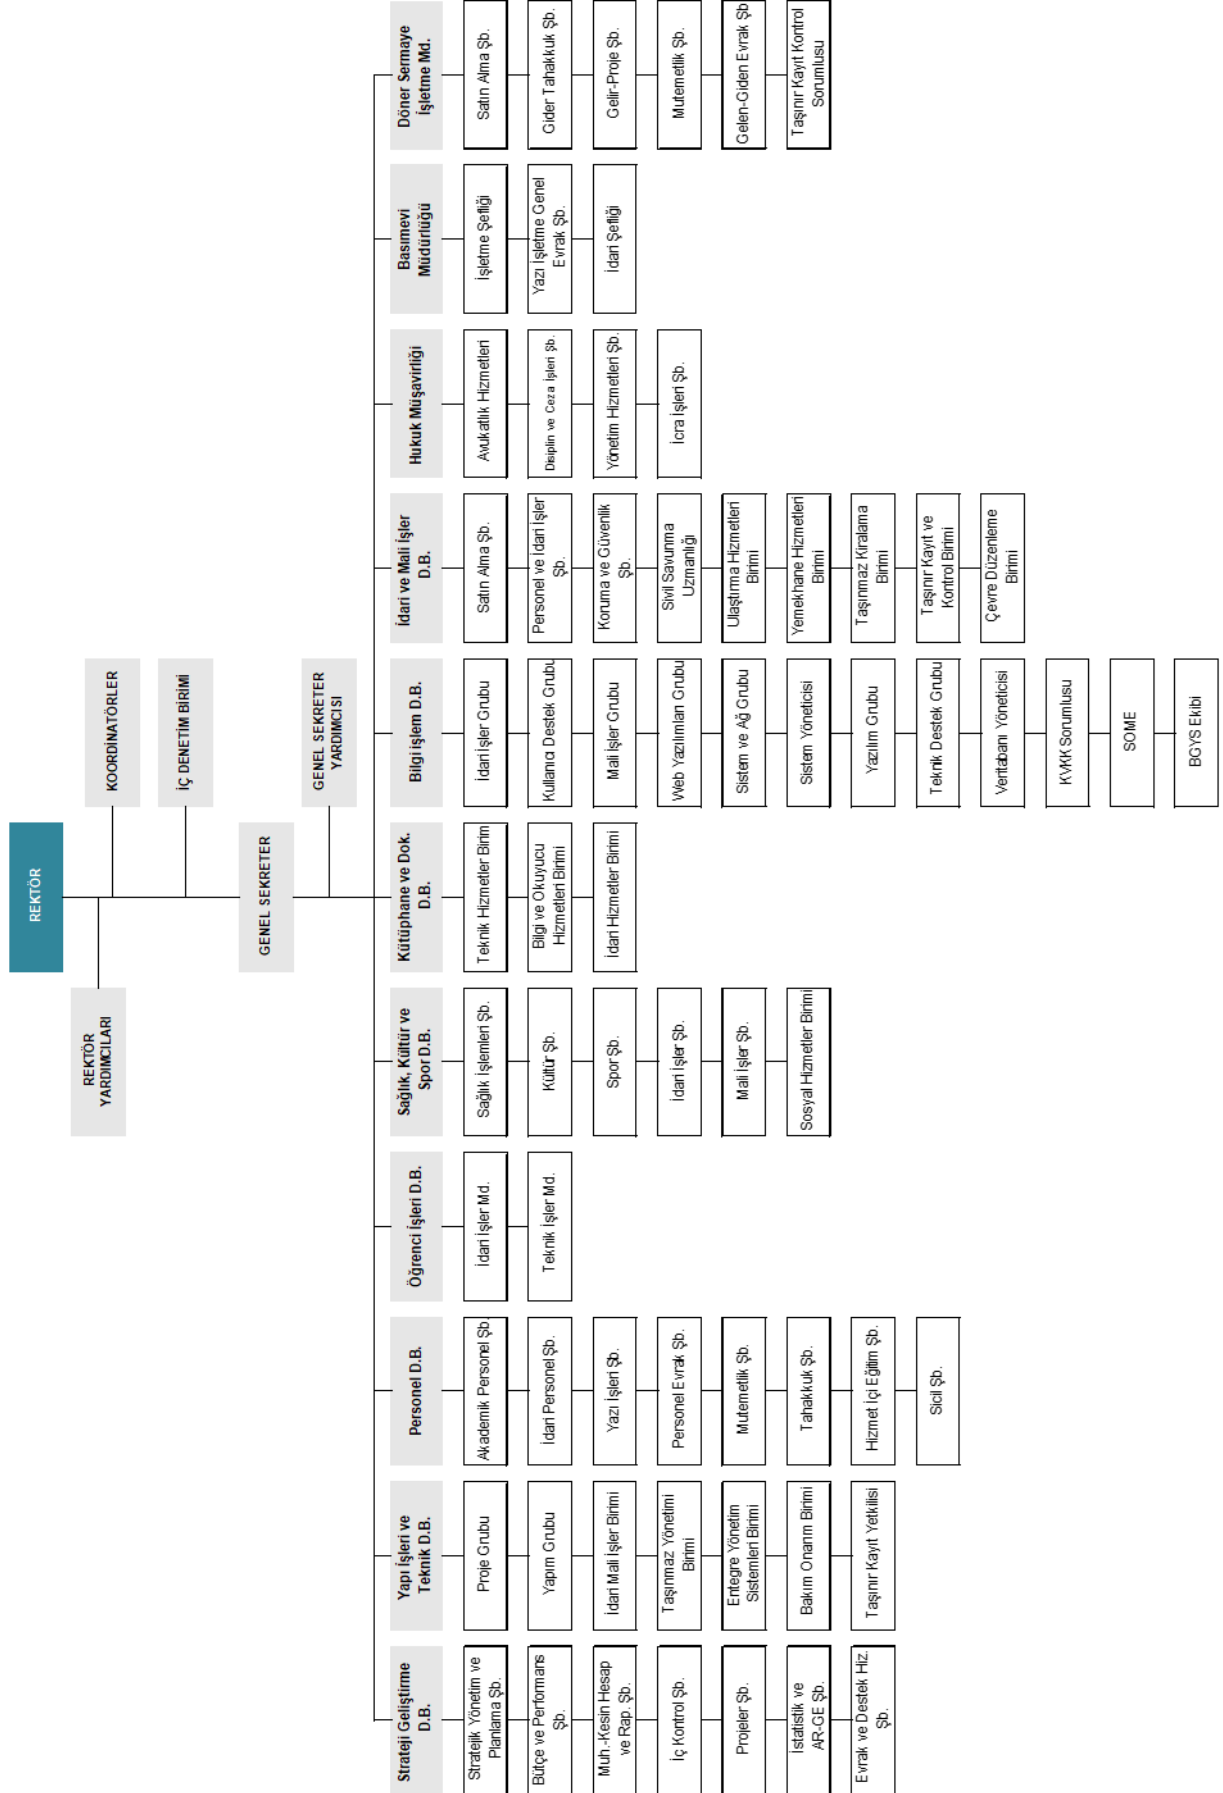 REKTÖR
REKTÖR
YARDIMCILARI
KOORDİNATÖRLER
İÇ DENETİM BİRİMİ
GENEL SEKRETER
GENEL SEKRETER
YARDIMCISI
Strateji Geliştirme
D.B.
Stratejik Yönetim ve
Planlama Şb.
Bütçe ve Performans
Şb.
Muh.-Kesin Hesap
ve Rap. Şb.
İç Kontrol Şb.
Projeler Şb.
İstatistik ve
AR-GE Şb.
Evrak ve Destek Hiz.
Şb.
Yapı İşleri ve
Teknik D.B.
Proje Grubu
Yapım Grubu
İdari Mali İşler Birimi
Taşınmaz Yönetimi
Birimi
Entegre Yönetim
Sistemleri Birimi
Bakım Onarım Birimi
Taşınır Kayıt Yetkilisi
Personel D.B.
Akademik Personel Şb.
İdari Personel Şb.
Yazı İşleri Şb.
Personel Evrak Şb.
Mutemetlik Şb.
Tahakkuk Şb.
Hizmet İçi Eğitim Şb.
Sicil Şb.
Öğrenci İşleri D.B.
İdari İşler Md.
Teknik İşler Md.
Sağlık, Kültür ve
Spor D.B.
Sağlık İşlemleri Şb.
Kültür Şb.
Spor Şb.
İdari İşler Şb.
Mali İşler Şb.
Sosyal Hizmetler Birimi
Kütüphane ve Dok.
D.B.
Teknik Hizmetler Birim
Bilgi ve Okuyucu
Hizmetleri Birimi
İdari Hizmetler Birimi
Bilgi işlem D.B.
İdari İşler Grubu
Kullanıcı Destek Grubu
Mali İşler Grubu
Web Yazılımları Grubu
Sistem ve Ağ Grubu
Sistem Yöneticisi
Yazılım Grubu
Teknik Destek Grubu
Veritabanı Yöneticisi
KVKK Sorumlusu
SOME
BGYS Ekibi
İdari ve Mali İşler
D.B.
Satın Alma Şb.
Personel ve İdari İşler
Şb.
Koruma ve Güvenlik
Şb.
Sivil Savunma
Uzmanlığı
Ulaştırma Hizmetleri
Birimi
Yemekhane Hizmetleri
Birimi
Taşınmaz Kiralama
Birimi
Taşınır Kayıt ve
Kontrol Birimi
Çevre Düzenleme
Birimi
Hukuk Müşavirliği
Avukatlık Hizmetleri
Disiplin ve Ceza İşleri Şb.
Yönetim Hizmetleri Şb.
İcra İşleri Şb.
Basımevi
Müdürlüğü
İşletme Şefliği
Yazı İşletme Genel
Evrak Şb.
İdari Şefliği
Döner Sermaye
İşletme Md.
Satın Alma Şb.
Gider Tahakkuk Şb.
Gelir-Proje Şb.
Mutemetlik Şb.
Gelen-Giden Evrak Şb
Taşınır Kayıt Kontrol
Sorumlusu